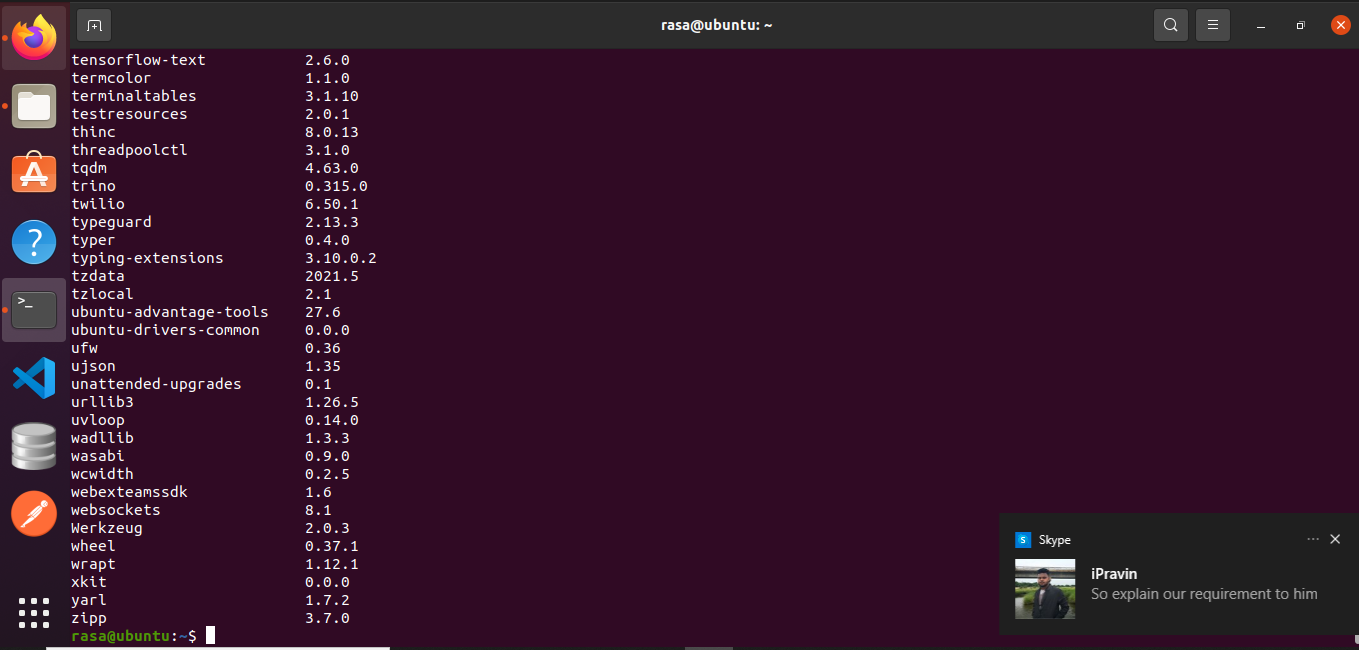 rasa@ubuntu: ~
tensorflow-text 2.6.0
termcolor 1.1.0
terminaltables 3.1.10
testresources 2.0.1
thinc 8.0.13
threadpoolctl 3.1.0
tqdm 4.63.0
trino 0.315.0
twilio 6.50.1
typeguard 2.13.3
typer 0.4.0
typing-extensions 3.10.0.2
tzdata 2021.5
tzlocal 2.1
ubuntu-advantage-tools 27.6
ubuntu-drivers-common 0.0.0
ufw 0.36
ujson 1.35
unattended-upgrades 0.1
urllib3 1.26.5
uvloop 0.14.0
wadllib 1.3.3
wasabi 0.9.0
wcwidth 0.2.5
webexteamssdk 1.6
websockets 8.1
Werkzeug 2.0.3
wheel 0.37.1
wrapt 1.12.1
xkit 0.0.0
yarl 1.7.2
zipp 3.7.0
rasa@ubuntu:~$
Skype
iPravin
So explain our requirement to him